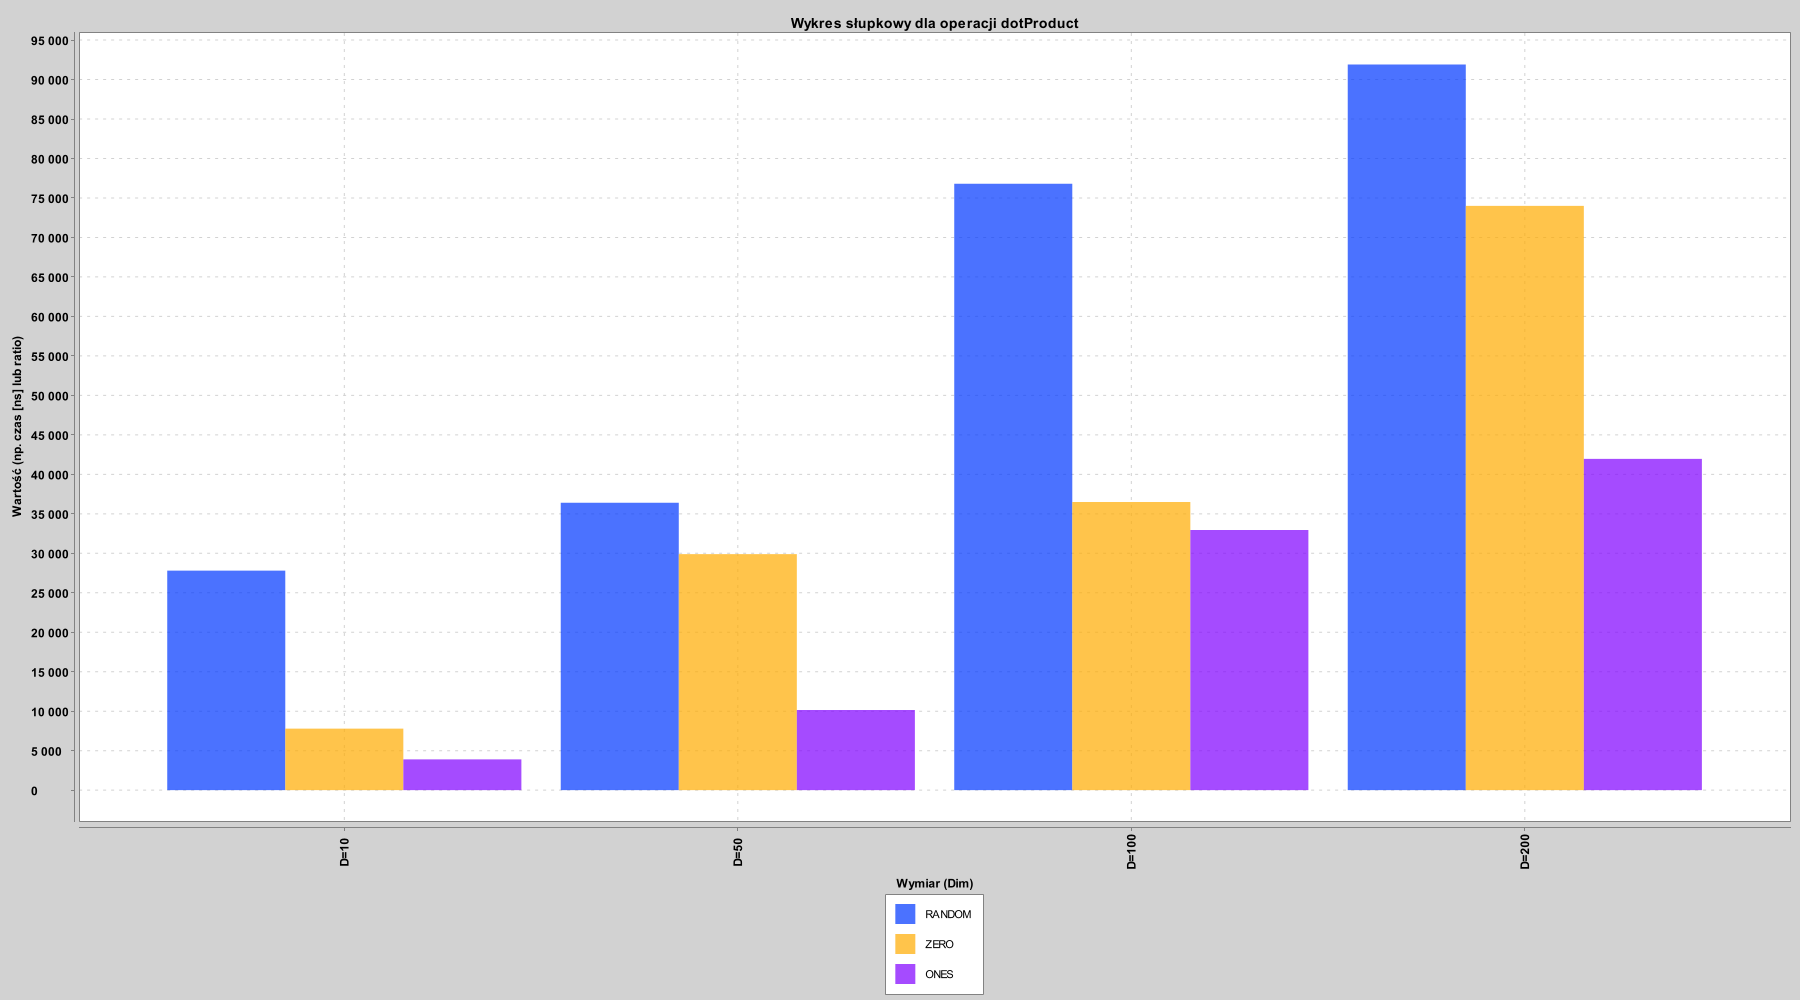 Wykres słupkowy dla operacji dotProduct
Wartość (np. czas [ns] lub ratio)
95 000
90 000
85 000
80 000
75 000
70 000
65 000
60 000
55 000
50 000
45 000
40 000
35 000
30 000
25 000
20 000
15 000
10 000
5 000
0
D=10
D=50
D=100
D=200
Wymiar (Dim)
RANDOM
ZERO
ONES